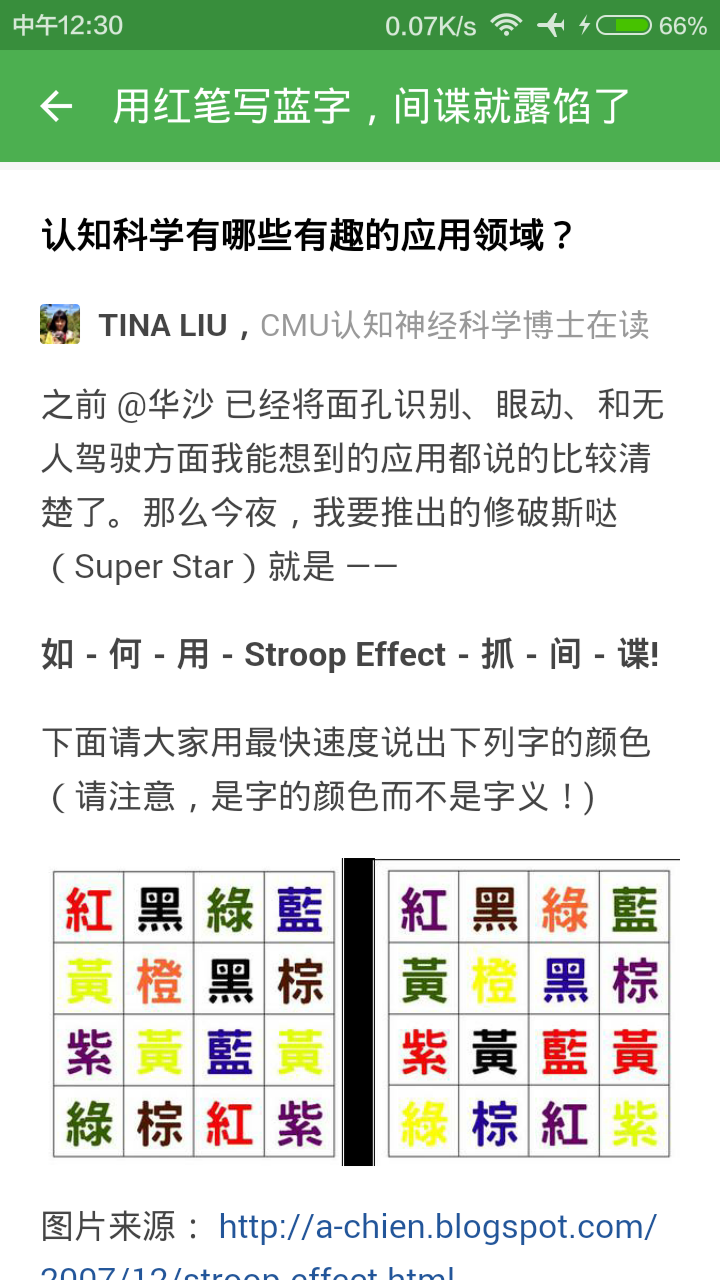 中午12:30 0.07K/s 66%
用红笔写蓝字，间谍就露馅了
认知科学有哪些有趣的应用领域？
TINA LIU，CMU认知神经科学博士在读
之前 @华沙 已经将面孔识别、眼动、和无
人驾驶方面我能想到的应用都说的比较清
楚了。那么今夜，我要推出的修破斯哒
（Super Star）就是 ——
如 - 何 - 用 - Stroop Effect - 抓 - 间 - 谍!
下面请大家用最快速度说出下列字的颜色
（请注意，是字的颜色而不是字义！)
紅 黑 綠 藍 紅 黑 綠 藍
黃 橙 黑 棕 黃 橙 黑 棕
紫 黃 藍 黃 紫 黃 藍 黃
綠 棕 紅 紫 綠 棕 紅 紫
图片来源： http://a-chien.blogspot.com/
2007/12/stroop-effect.html